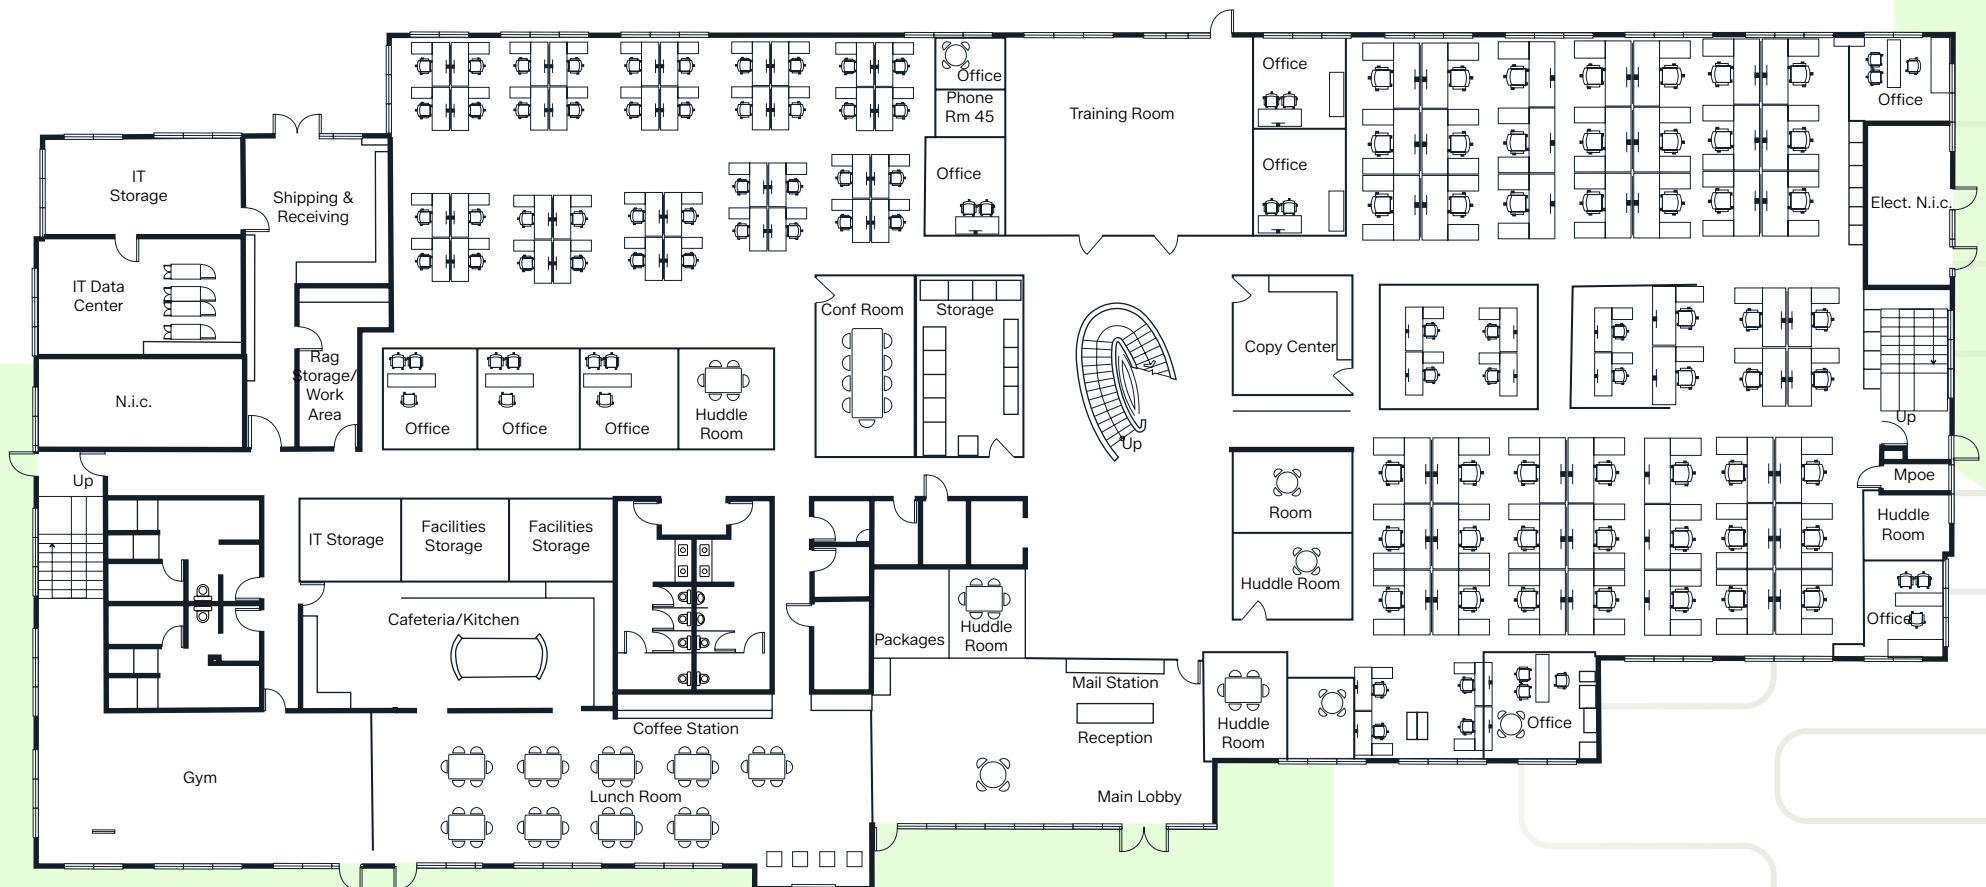 Office
Office
Phone
Rm 45
Training Room
Office
Office
Office
Office
IT
Storage
Shipping &
Receiving
Elect. N.i.c.
IT Data
Center
Conf Room
Storage
Copy Center
Rag
Storage/
Work
Area
N.i.c.
Office
Office
Office
Huddle
Room
Up
Up
Up
Mpoe
IT Storage
Facilities
Storage
Facilities
Storage
Room
Huddle
Room
Huddle Room
Cafeteria/Kitchen
Packages
Huddle
Room
Office
Mail Station
Reception
Huddle
Room
Office
Coffee Station
Gym
Lunch Room
Main Lobby